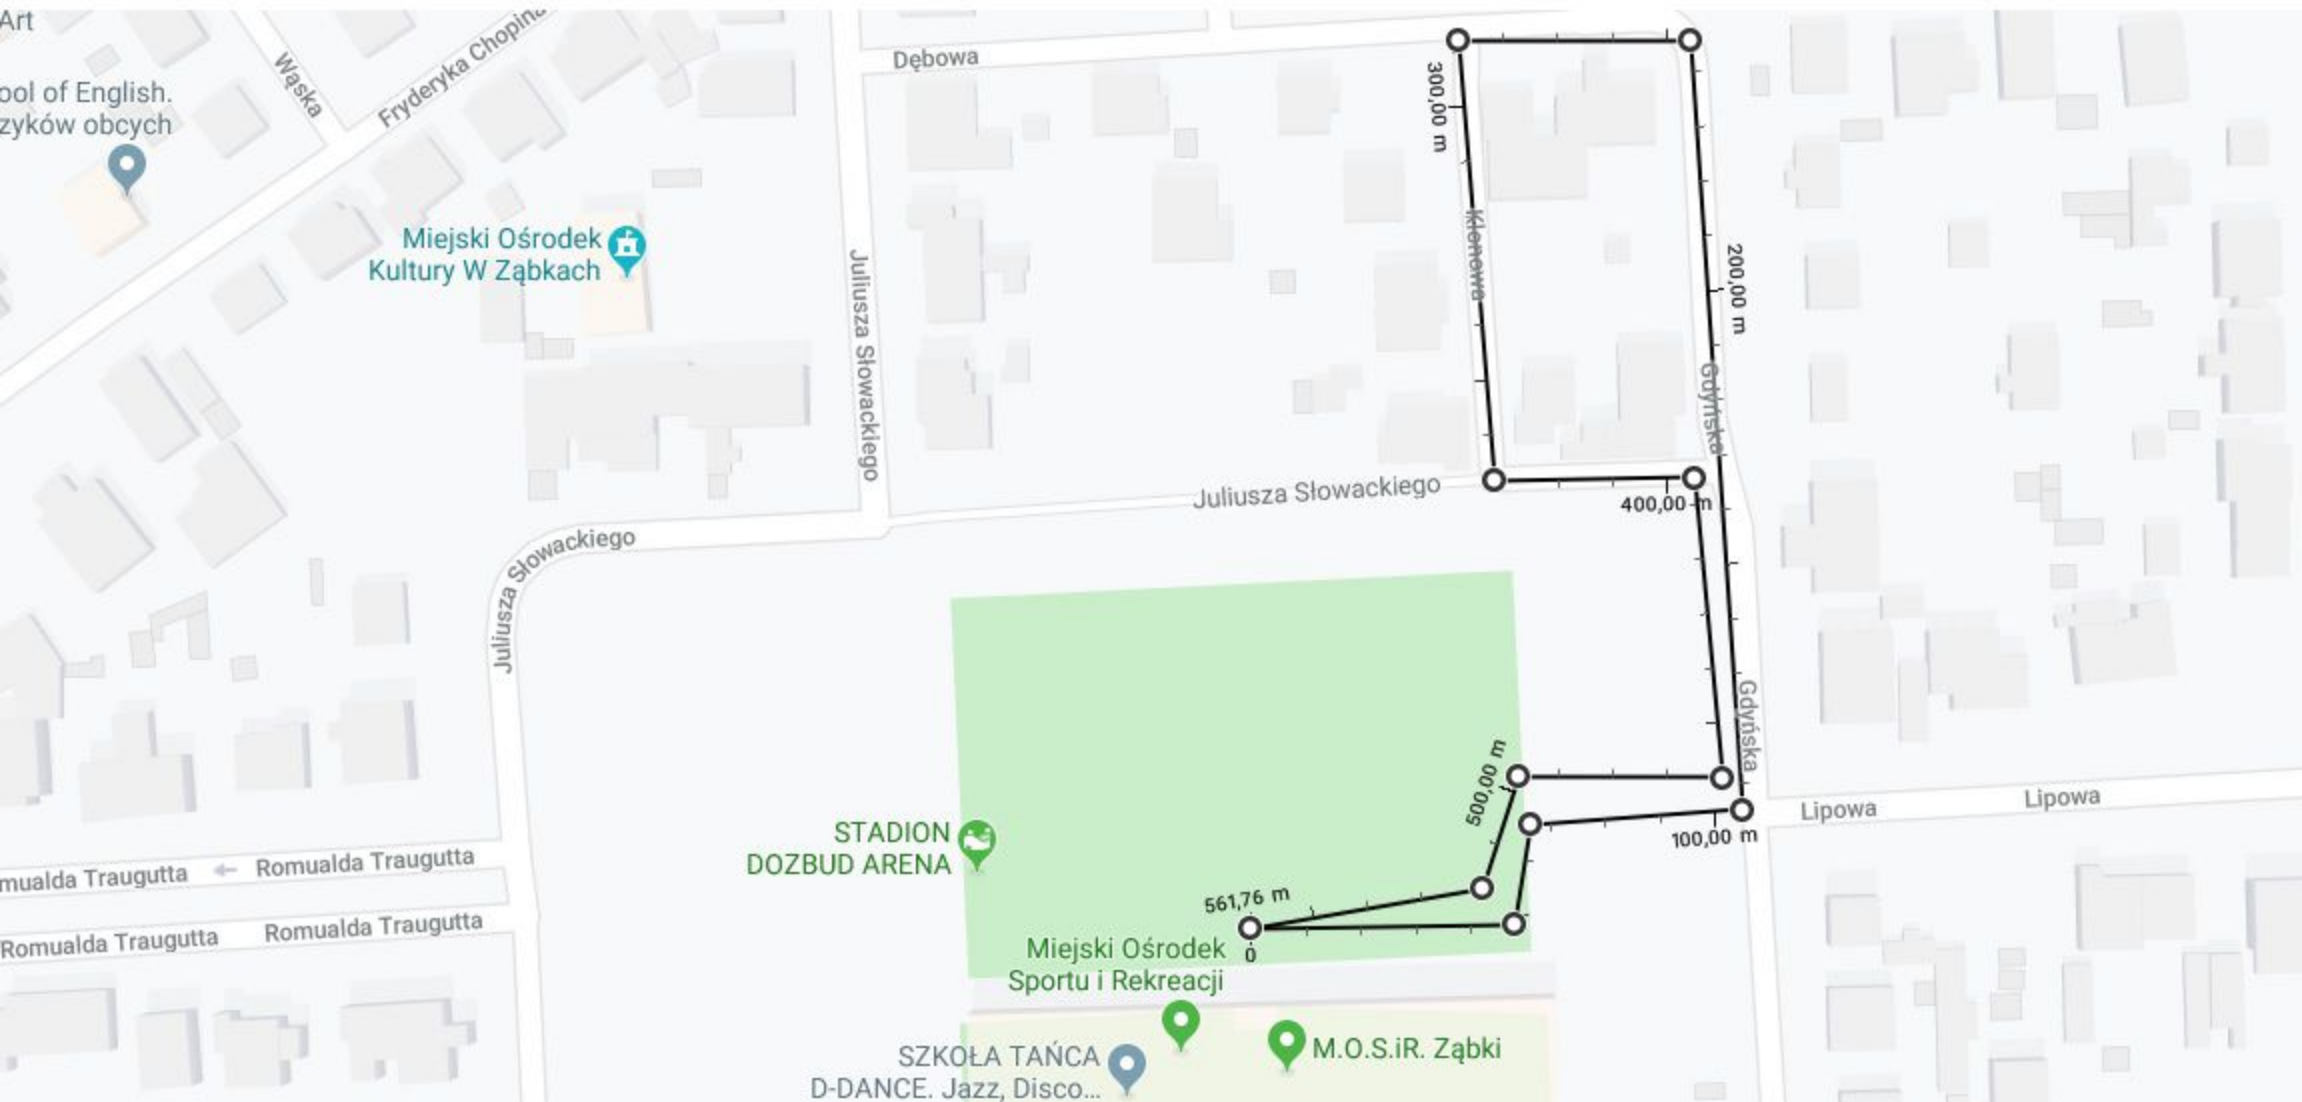 Art
ool of English.
zyków obcych
Wąska
Fryderyka Chopina
Dębowa
Miejski Ośrodek
Kultury W Ząbkach
Juliusza Słowackiego
300,00 m
Klonowa
200,00 m
Gdyńska
Juliusza Słowackiego
400,00 m
Juliusza Słowackiego
Juliusza Słowackiego
Gdyńska
500,00 m
Lipowa
Lipowa
100,00 m
STADION
DOZBUD ARENA
mualda Traugutta
Romualda Traugutta
Romualda Traugutta
Romualda Traugutta
561,76 m
0
Miejski Ośrodek
Sportu i Rekreacji
M.O.S.iR. Ząbki
SZKOŁA TAŃCA
D-DANCE. Jazz, Disco...